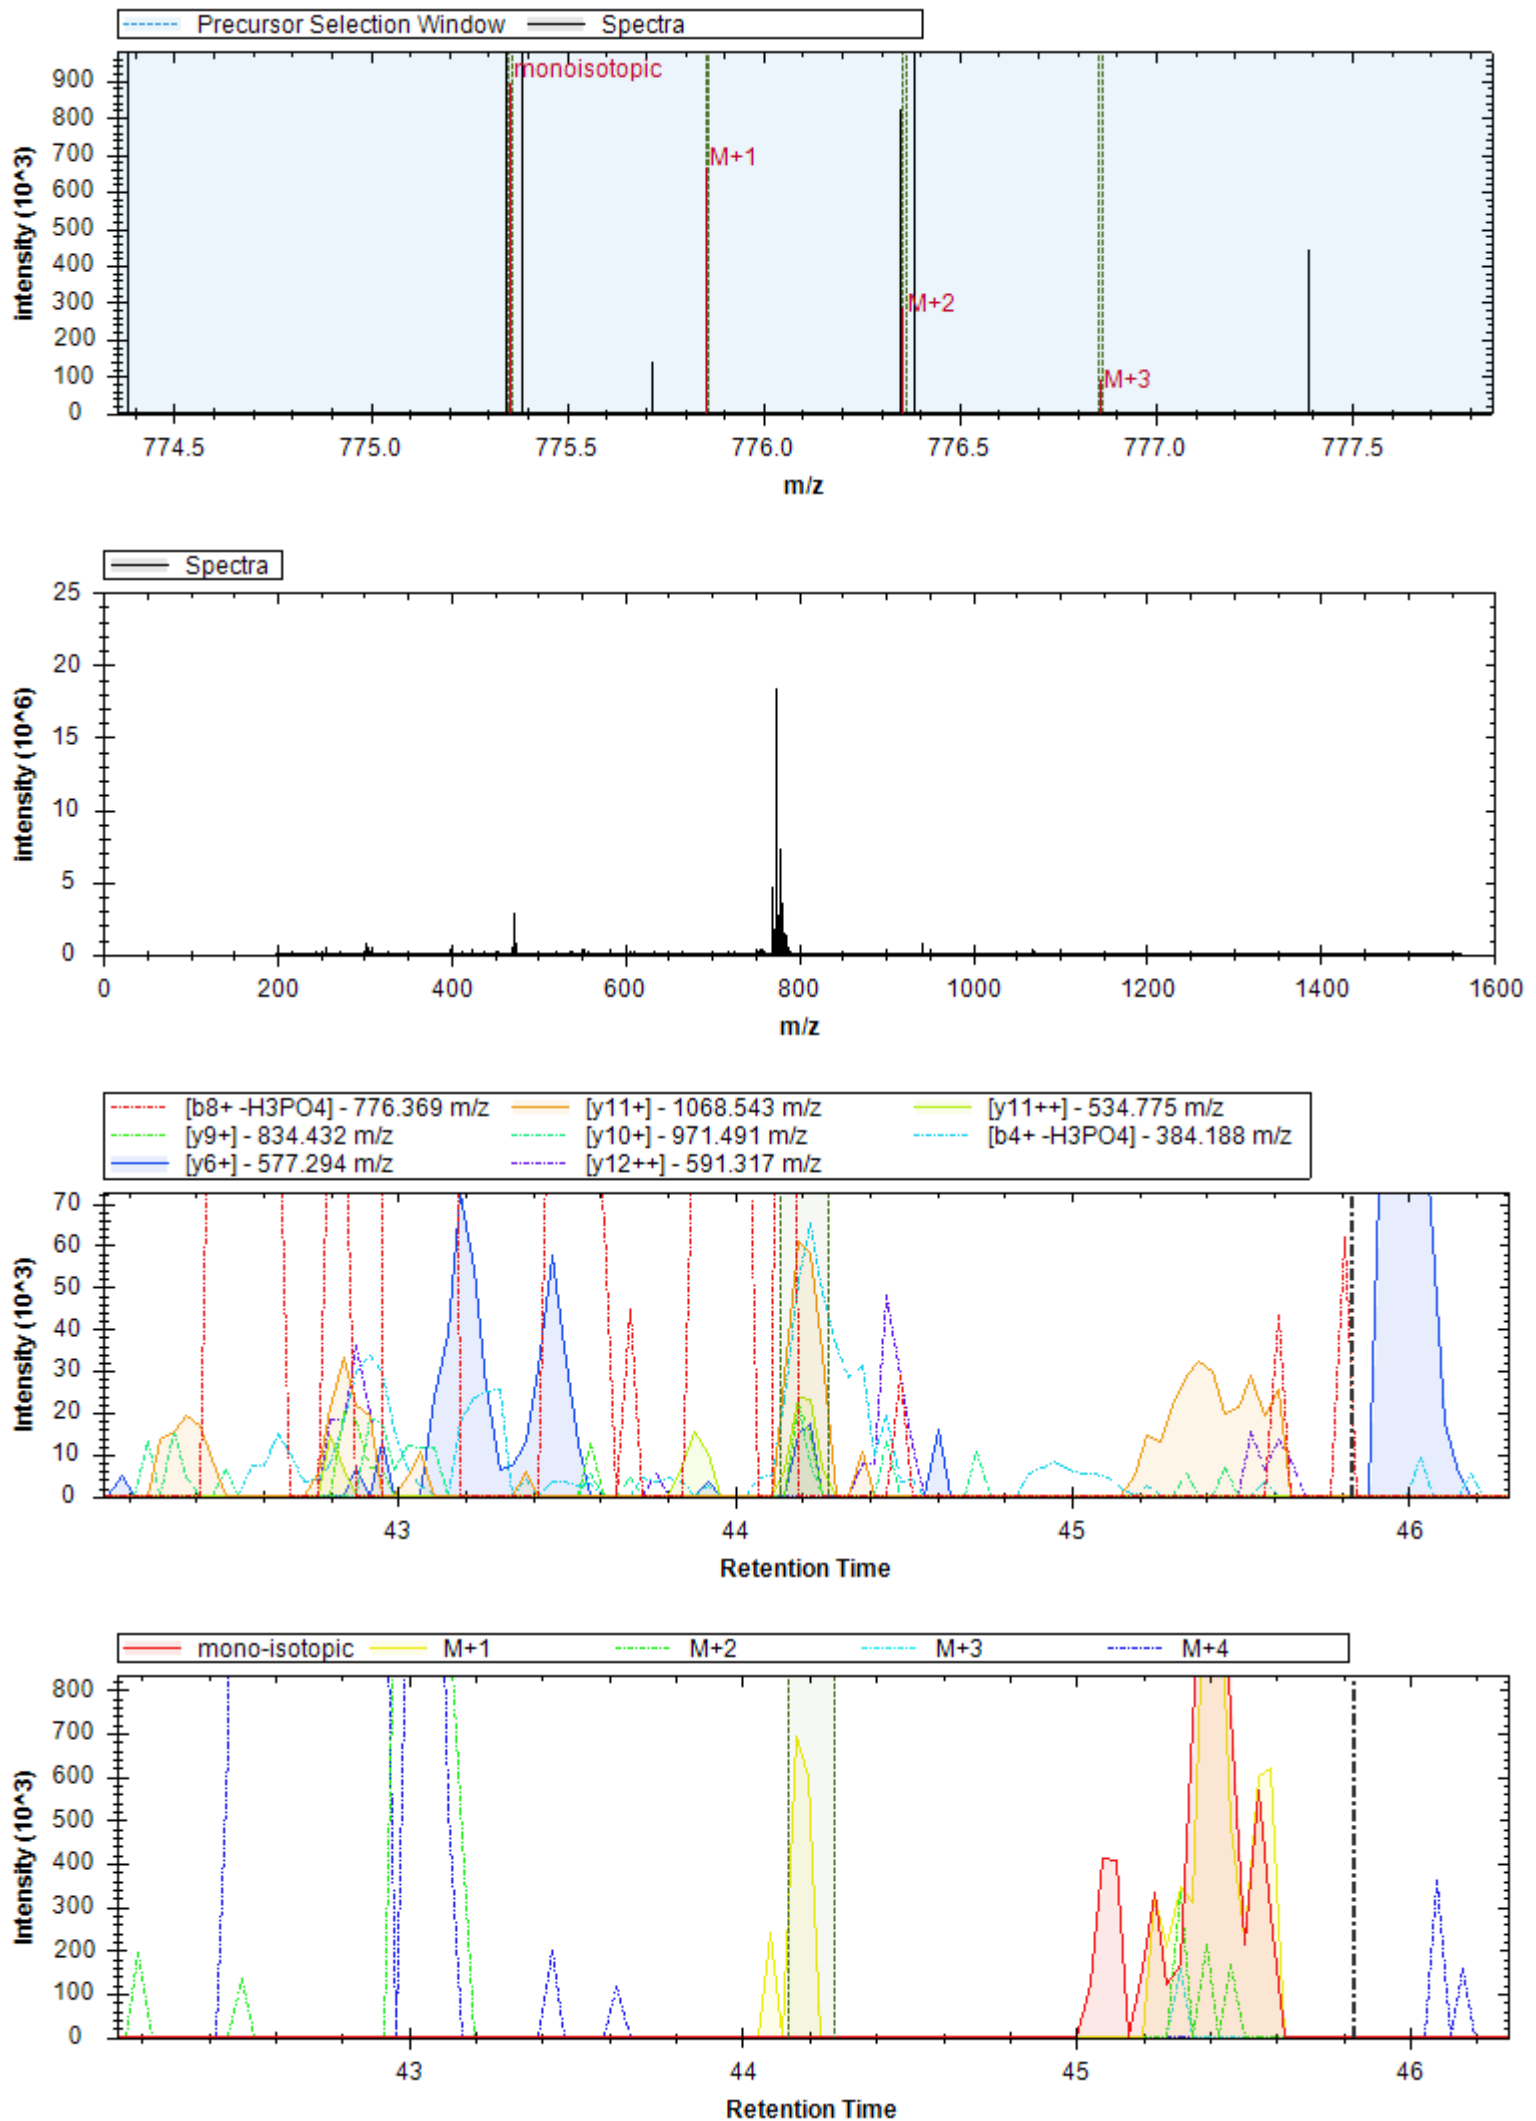 Precursor Selection Window Spectra
monoisotopic
M+1
M+2
M+3
900
800
700
600
500
400
300
200
100
0
intensity (10^3)
774.5 775.0 775.5 776.0 776.5 777.0 777.5
m/z
Spectra
25
20
15
10
5
0
intensity (10^6)
0 200 400 600 800 1000 1200 1400 1600
m/z
[b8+ -H3PO4] - 776.369 m/z [y11+] - 1068.543 m/z [y11++] - 534.775 m/z
[y9+] - 834.432 m/z [y10+] - 971.491 m/z [b4+ -H3PO4] - 384.188 m/z
[y6+] - 577.294 m/z [y12++] - 591.317 m/z
70
60
50
40
30
20
10
0
Intensity (10^3)
43 44 45 46
Retention Time
mono-isotopic M+1 M+2 M+3 M+4
800
700
600
500
400
300
200
100
0
Intensity (10^3)
43 44 45 46
Retention Time